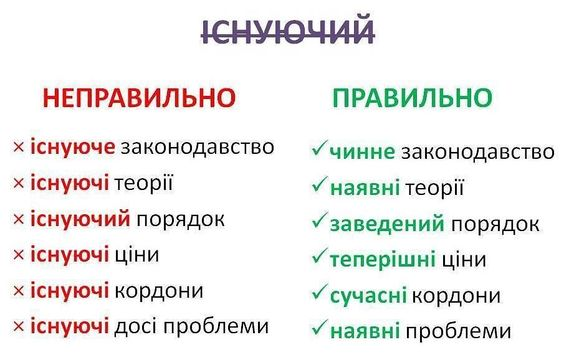 ІСНУЮЧИЙ
НЕПРАВИЛЬНО
ПРАВИЛЬНО
× існуюче законодавство
× існуючі теорії
× існуючий порядок
× існуючі ціни
× існуючі кордони
× існуючі досі проблеми
✓чинне законодавство
✓наявні теорії
✓заведений порядок
✓теперішні ціни
✓сучасні кордони
✓наявні проблеми